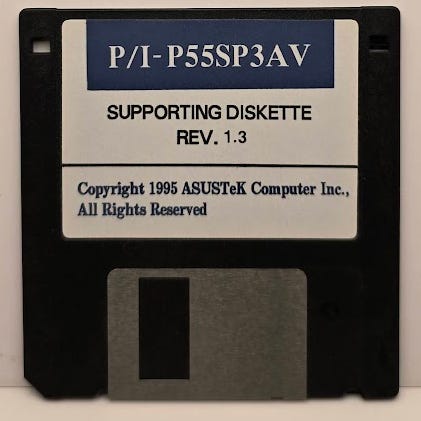 P/I-P55SP3AV
SUPPORTING DISKETTE
REV. 1.3
Copyright 1995 ASUSTeK Computer Inc.,
All Rights Reserved